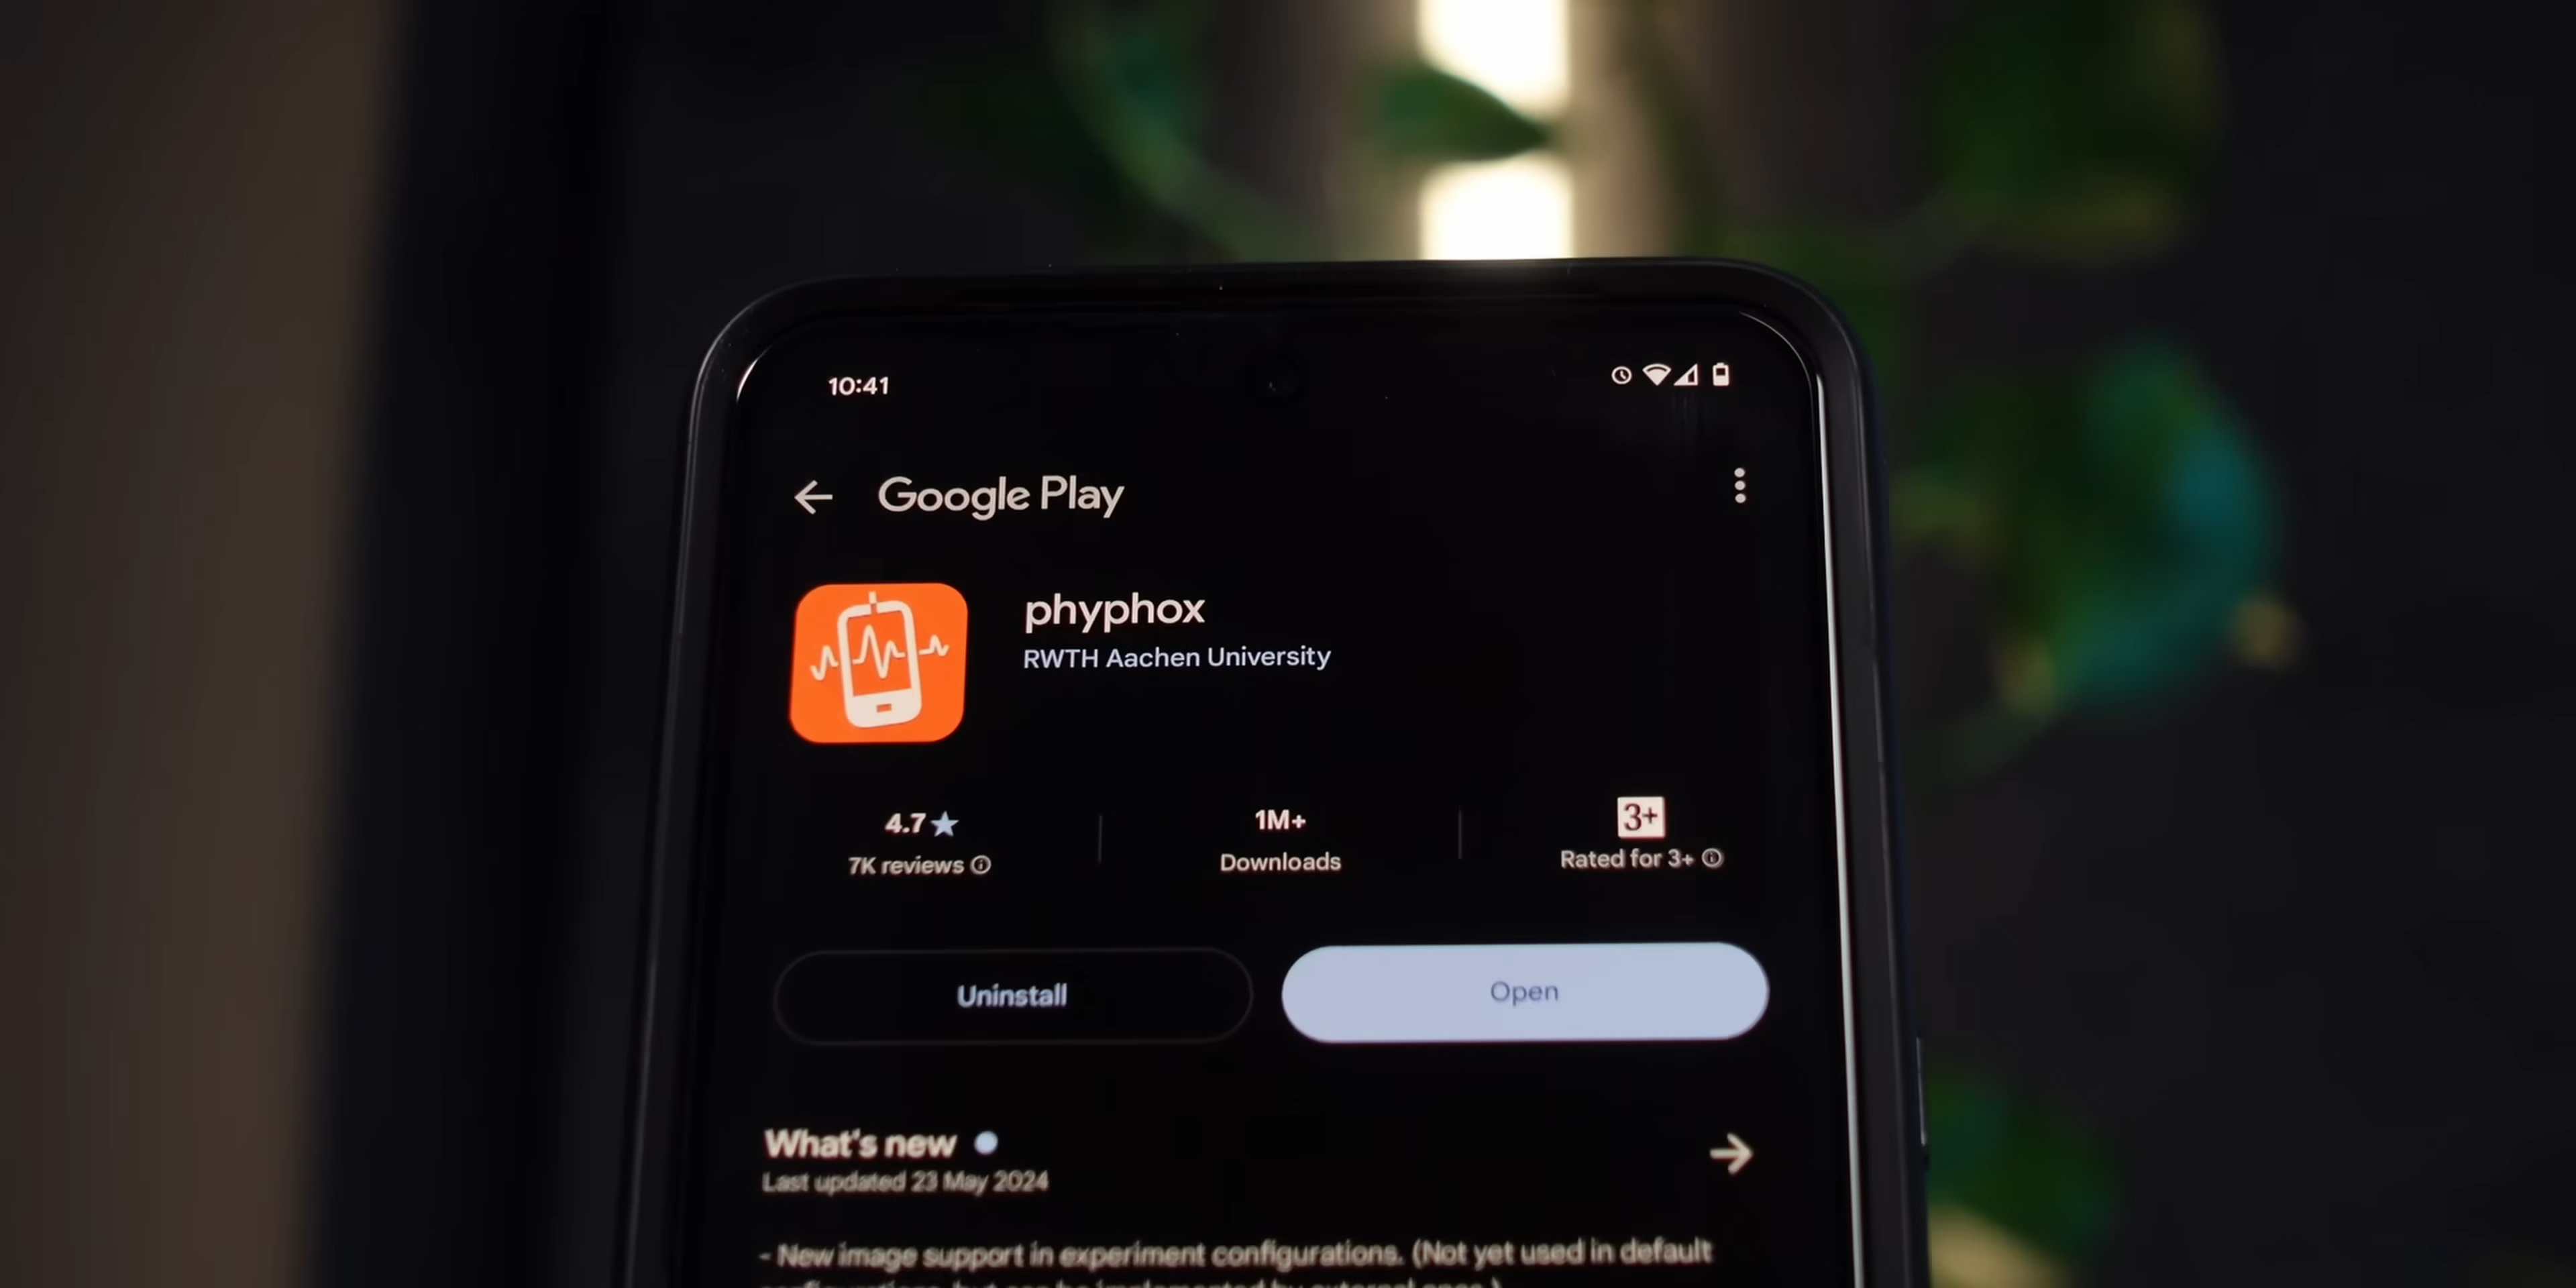 10:41
Google Play
phyphox
RWTH Aachen University
4.7★
7K reviews
1M+
Downloads
3+
Rated for 3+
Uninstall
Open
What's new
Last updated 23 May 2024
- New image support in experiment configurations. (Not yet used in default